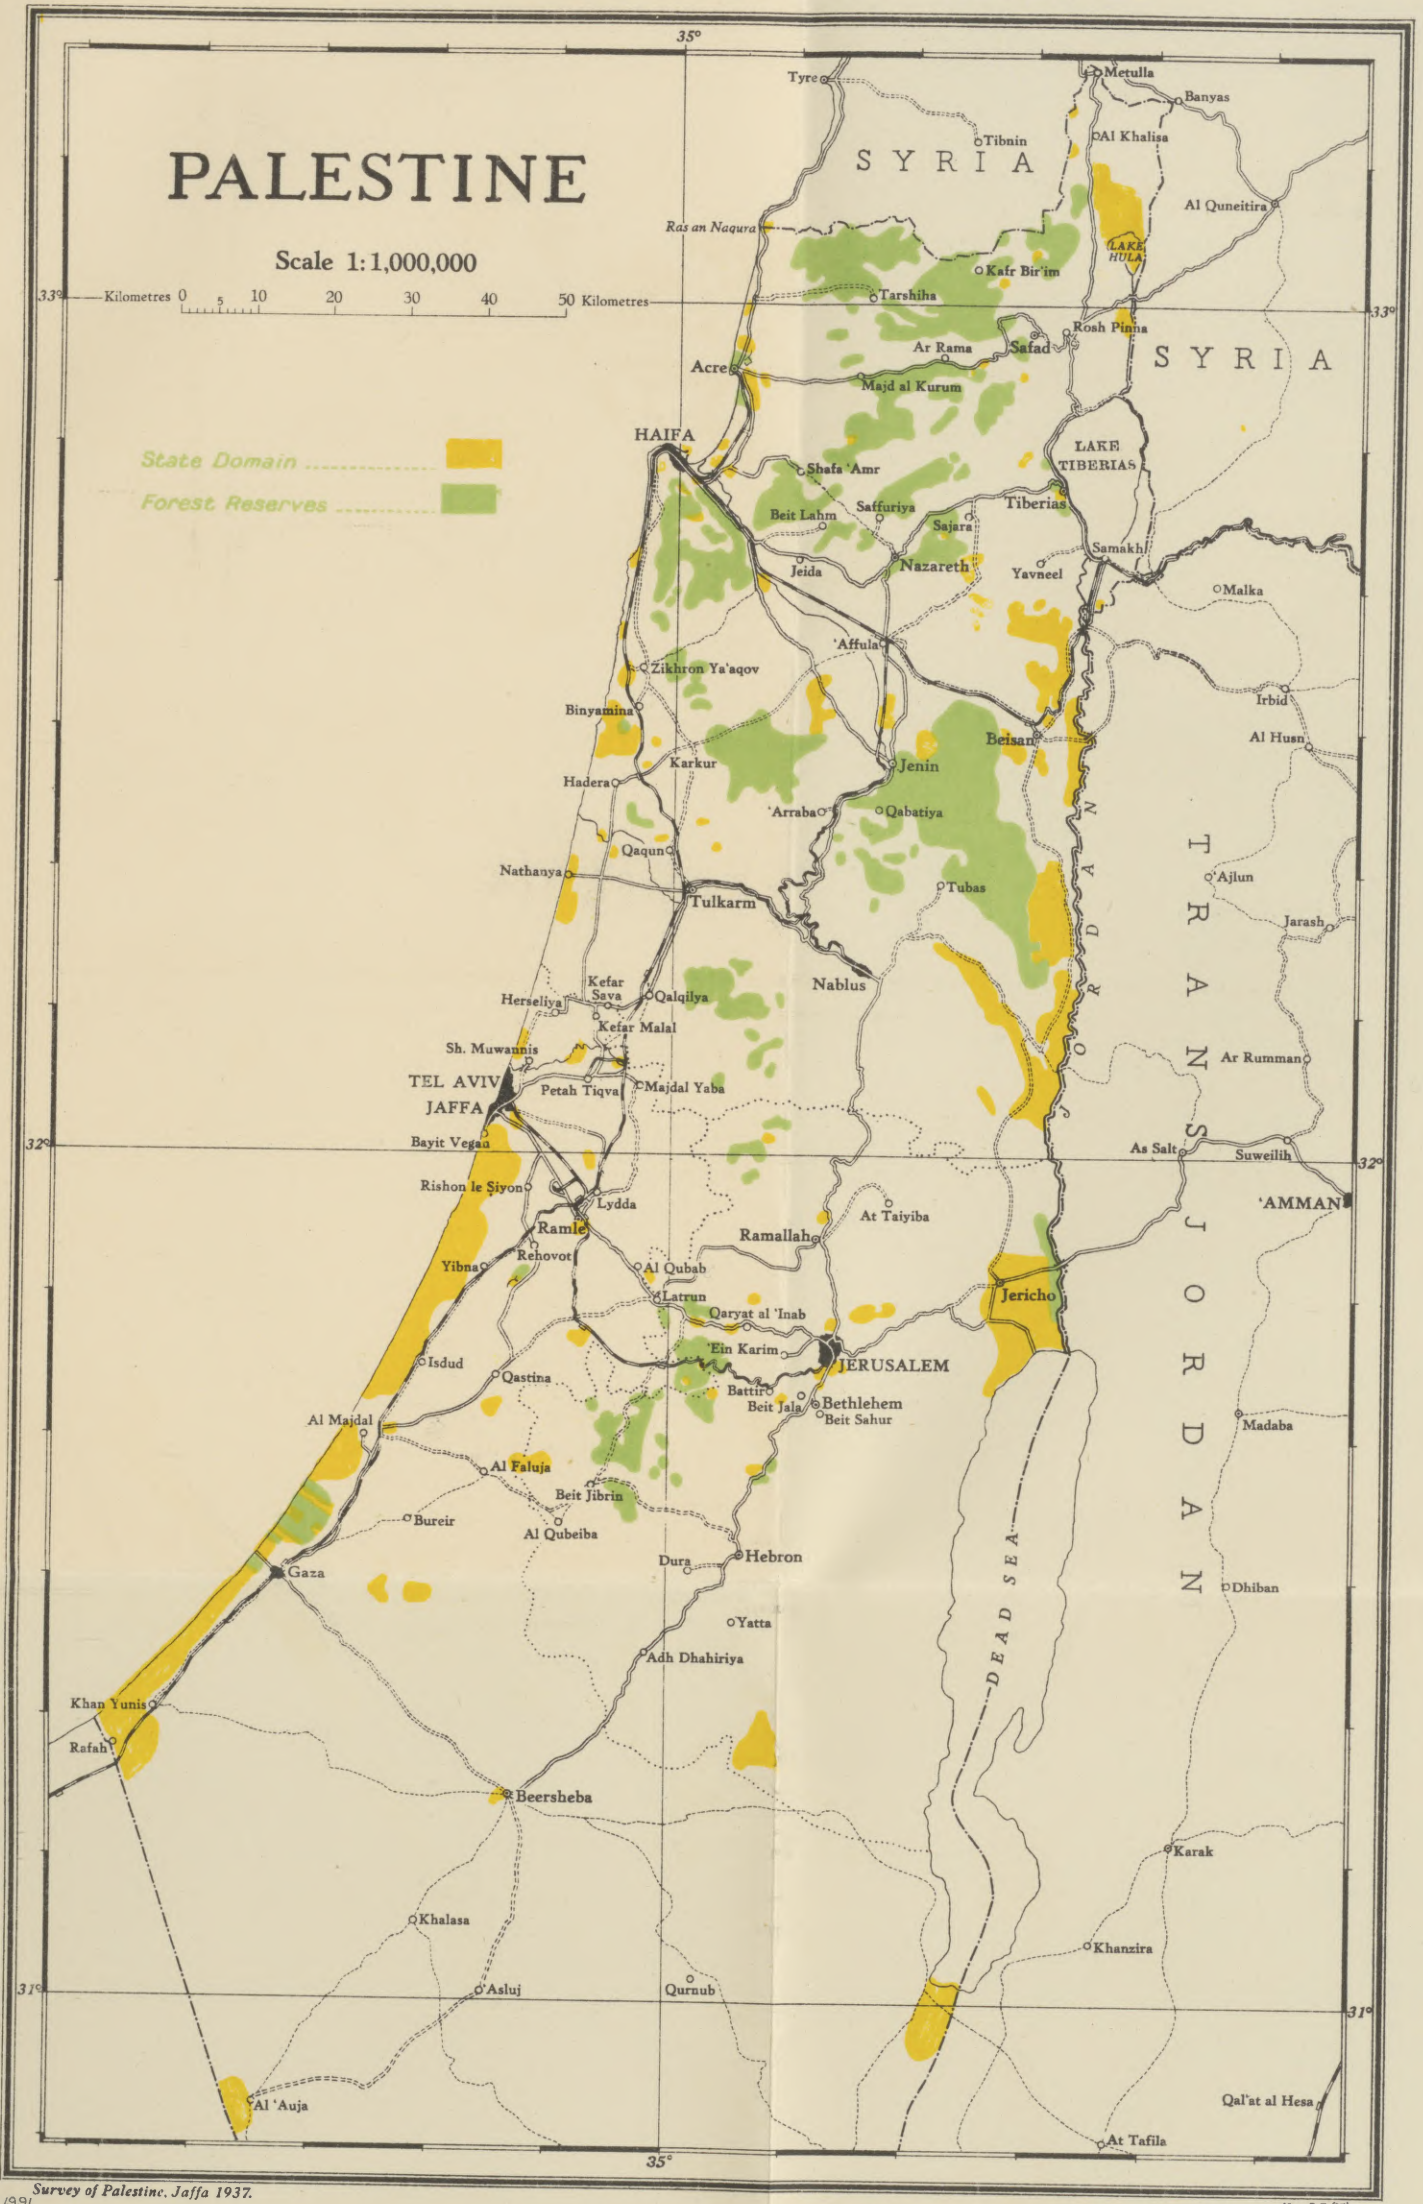 35°
Tyre
Metulla
Banyas
Tibnin
Al Khalisa
SYRIA
PALESTINE
Al Quneitira
Ras an Naqura
LAKE
HULA
Scale 1:1,000,000
Kafr Bir'im
33°
Kilometres 0 5 10 20 30 40 50 Kilometres
Tarshiha
33°
Rosh Pinna
Safad
Ar Rama
SYRIA
Acre
Majd al Kurum
HAIFA
LAKE
TIBERIAS
State Domain
Shafa 'Amr
Forest Reserves
Tiberias
Saffuriya
Beit Lahm
Sajara
Samakh
Nazareth
Jeida
Yavneel
Malka
'Affula
Zikhron Ya'aqov
Irbid
Binyamina
Beisan
Al Husn
Karkur
Jenin
Hadera
'Arraba
Qabatiya
JORDAN
TRANSJORDAN
Qaqun
Nathanya
'Ajlun
Tubas
Tulkarm
Jarash
Kefar
Sava
Nablus
Herseliya
Qalqilya
Kefar Malal
Sh. Muwannis
Ar Rumman
TEL AVIV
Petah Tiqva
Majdal Yaba
JAFFA
32°
Bayit Vegan
As Salt
Suweilih
32°
Rishon le Siyon
Lydda
'AMMAN
At Taiyiba
Ramle
Ramallah
Rehovot
Yibna
Al Qubab
Jericho
Latrun
Qaryat al 'Inab
'Ein Karim
Isdud
JERUSALEM
Qastina
Battir
Beit Jala
Bethlehem
Beit Sahur
Al Majdal
Madaba
Al Faluja
Beit Jibrin
Bureir
Al Qubeiba
Dura
Hebron
Gaza
DEAD SEA
Dhiban
Yatta
Adh Dhahiriya
Khan Yunis
Rafah
Beersheba
Karak
Khalasa
Khanzira
31°
'Asluj
Qurnub
31°
Al 'Auja
Qal'at al Hesa
At Tafila
35°
Survey of Palestine, Jaffa 1937.